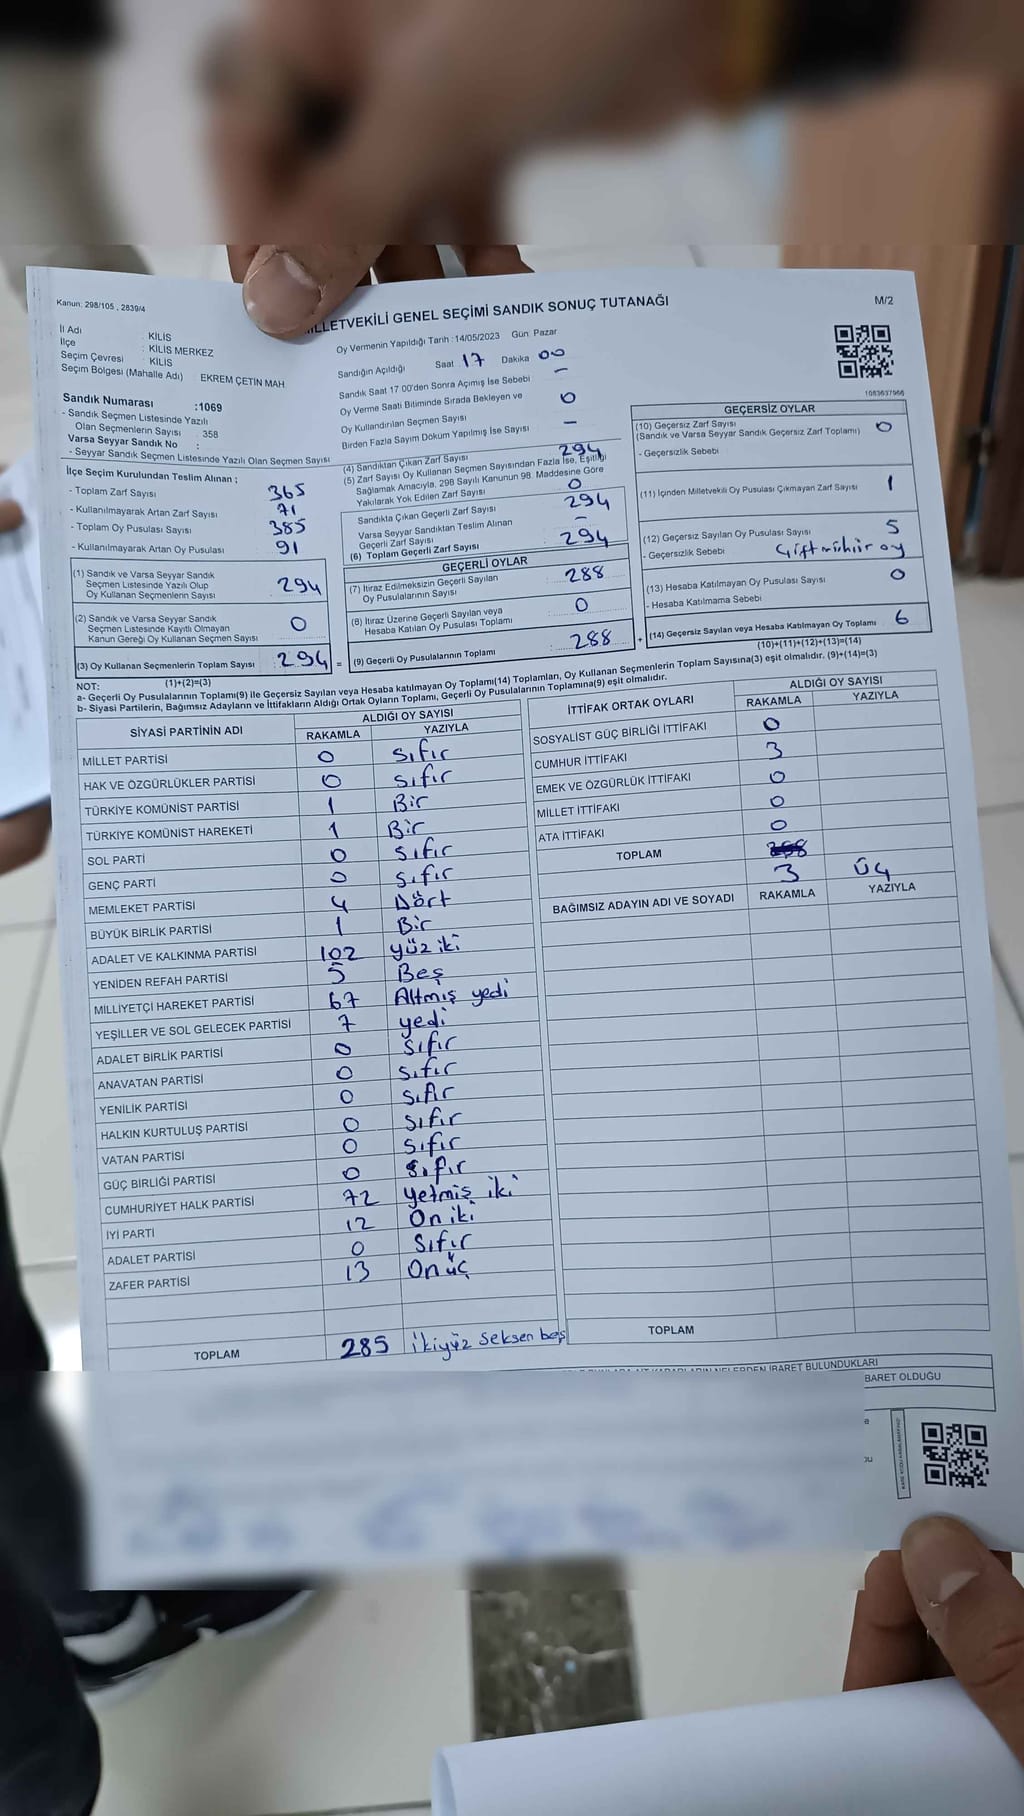 Kanun: 298/105 , 2839/4
LLETVEKİLİ GENEL SEÇİMİ SANDIK SONUÇ TUTANAĞI
M/2
İl Adı : KİLİS
İlçe : KİLİS MERKEZ
Seçim Çevresi : KİLİS
Seçim Bölgesi (Mahalle Adı) EKREM ÇETİN MAH
Oy Vermenin Yapıldığı Tarih : 14/05/2023 Gün: Pazar
Sandığın Açıldığı Saat 17 Dakika 00
Sandık Saat 17:00'den Sonra Açımış İse Sebebi —
Oy Verme Saati Bitiminde Sırada Bekleyen ve
Oy Kullandırılan Seçmen Sayısı 0
Birden Fazla Sayım Döküm Yapılmış İse Sayısı —
1083637966
Sandık Numarası :1069
- Sandık Seçmen Listesinde Yazılı
Olan Seçmenlerin Sayısı : 358
Varsa Seyyar Sandık No :
- Seyyar Sandık Seçmen Listesinde Yazılı Olan Seçmen Sayısı
İlçe Seçim Kurulundan Teslim Alınan ;
- Toplam Zarf Sayısı 365
- Kullanılmayarak Artan Zarf Sayısı 71
- Toplam Oy Pusulası Sayısı 385
- Kullanılmayarak Artan Oy Pusulası 91
(1) Sandık ve Varsa Seyyar Sandık
Seçmen Listesinde Yazılı Olup
Oy Kullanan Seçmenlerin Sayısı 294
(2) Sandık ve Varsa Seyyar Sandık
Seçmen Listesinde Kayıtlı Olmayan
Kanun Gereği Oy Kullanan Seçmen Sayısı 0
(3) Oy Kullanan Seçmenlerin Toplam Sayısı : 294 =
(1)+(2)=(3)
(4) Sandıktan Çıkan Zarf Sayısı 294
(5) Zarf Sayısı Oy Kullanan Seçmen Sayısından Fazla İse, Eşitliği
Sağlamak Amacıyla, 298 Sayılı Kanunun 98. Maddesine Göre
Yakılarak Yok Edilen Zarf Sayısı 0
Sandıkta Çıkan Geçerli Zarf Sayısı 294
Varsa Seyyar Sandıktan Teslim Alınan
Geçerli Zarf Sayısı —
(6) Toplam Geçerli Zarf Sayısı 294
GEÇERLİ OYLAR
(7) İtiraz Edilmeksizin Geçerli Sayılan
Oy Pusulalarının Sayısı 288
(8) İtiraz Üzerine Geçerli Sayılan veya
Hesaba Katılan Oy Pusulası Toplamı 0
(9) Geçerli Oy Pusulalarının Toplamı : 288 +
GEÇERSİZ OYLAR
(10) Geçersiz Zarf Sayısı
(Sandık ve Varsa Seyyar Sandık Geçersiz Zarf Toplamı) 0
- Geçersizlik Sebebi
(11) İçinden Milletvekili Oy Pusulası Çıkmayan Zarf Sayısı 1
(12) Geçersiz Sayılan Oy Pusulası Sayısı 5
- Geçersizlik Sebebi Çift mühür oy
(13) Hesaba Katılmayan Oy Pusulası Sayısı 0
- Hesaba Katılmama Sebebi
(14) Geçersiz Sayılan veya Hesaba Katılmayan Oy Toplamı 6
(10)+(11)+(12)+(13)=(14)
NOT:
a- Geçerli Oy Pusulalarının Toplamı(9) ile Geçersiz Sayılan veya Hesaba katılmayan Oy Toplamı(14) Toplamları, Oy Kullanan Seçmenlerin Toplam Sayısına(3) eşit olmalıdır. (9)+(14)=(3)
b- Siyasi Partilerin, Bağımsız Adayların ve İttifakların Aldığı Ortak Oyların Toplamı, Geçerli Oy Pusulalarının Toplamına(9) eşit olmalıdır.
SİYASİ PARTİNİN ADI ALDIĞI OY SAYISI
RAKAMLA YAZIYLA
MİLLET PARTİSİ 0 Sıfır
HAK VE ÖZGÜRLÜKLER PARTİSİ 0 Sıfır
TÜRKİYE KOMÜNİST PARTİSİ 1 Bir
TÜRKİYE KOMÜNİST HAREKETİ 1 Bir
SOL PARTİ 0 Sıfır
GENÇ PARTİ 0 Sıfır
MEMLEKET PARTİSİ 4 Dört
BÜYÜK BİRLİK PARTİSİ 1 Bir
ADALET VE KALKINMA PARTİSİ 102 yüz iki
YENİDEN REFAH PARTİSİ 5 Beş
MİLLİYETÇİ HAREKET PARTİSİ 67 Altmış yedi
YEŞİLLER VE SOL GELECEK PARTİSİ 7 yedi
ADALET BİRLİK PARTİSİ 0 Sıfır
ANAVATAN PARTİSİ 0 Sıfır
YENİLİK PARTİSİ 0 Sıfır
HALKIN KURTULUŞ PARTİSİ 0 Sıfır
VATAN PARTİSİ 0 Sıfır
GÜÇ BİRLİĞİ PARTİSİ 0 Sıfır
CUMHURİYET HALK PARTİSİ 72 yetmiş iki
İYİ PARTİ 12 On iki
ADALET PARTİSİ 0 Sıfır
ZAFER PARTİSİ 13 On üç
TOPLAM 285 İkiyüz seksen beş
İTTİFAK ORTAK OYLARI ALDIĞI OY SAYISI
RAKAMLA YAZIYLA
SOSYALİST GÜÇ BİRLİĞİ İTTİFAKI 0
CUMHUR İTTİFAKI 3
EMEK VE ÖZGÜRLÜK İTTİFAKI 0
MİLLET İTTİFAKI 0
ATA İTTİFAKI 0
TOPLAM 3 Üç
BAĞIMSIZ ADAYIN ADI VE SOYADI RAKAMLA YAZIYLA
TOPLAM
İBARET BULUNDUKLARI
BARET OLDUĞU